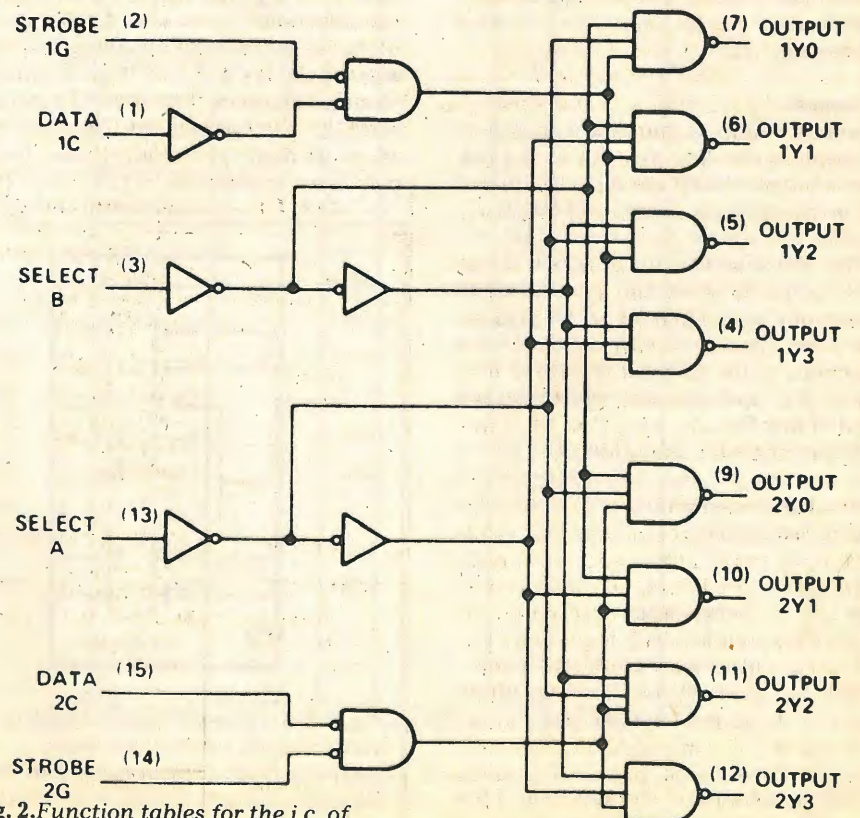 STROBE (2)
1G
DATA (1)
1C
SELECT (3)
B
SELECT (13)
A
DATA (15)
2C
STROBE (14)
2G
(7) OUTPUT
1Y0
(6) OUTPUT
1Y1
(5) OUTPUT
1Y2
(4) OUTPUT
1Y3
(9) OUTPUT
2Y0
(10) OUTPUT
2Y1
(11) OUTPUT
2Y2
(12) OUTPUT
2Y3
g. 2.Function tables for the i.c. of